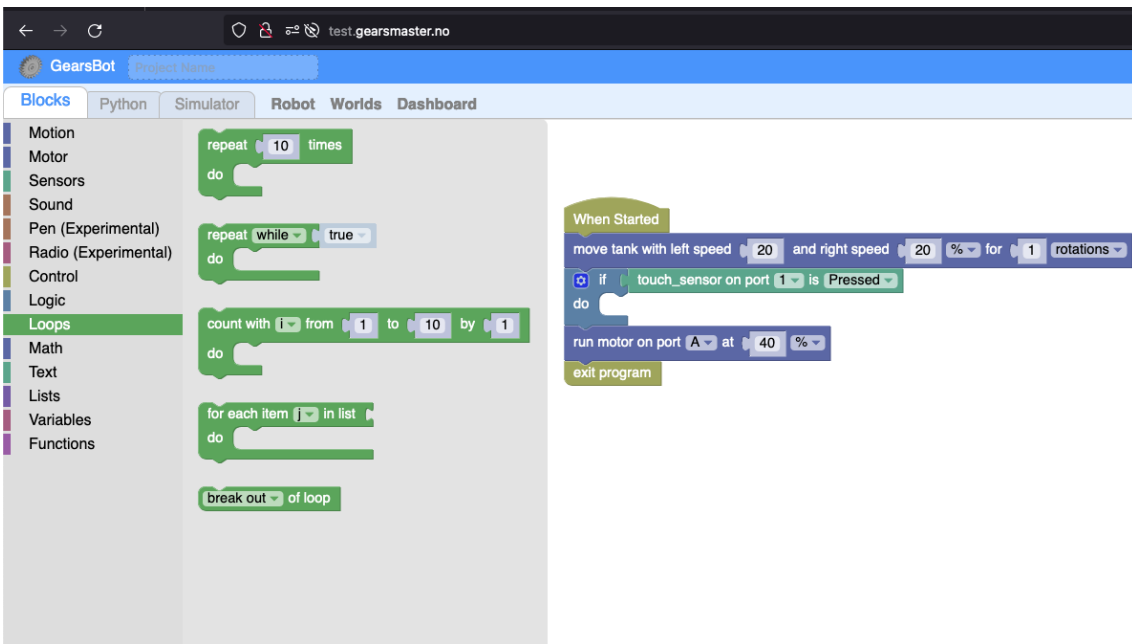 test.gearsmaster.no
GearsBot Project Name
Blocks Python Simulator Robot Worlds Dashboard
Motion
Motor
Sensors
Sound
Pen (Experimental)
Radio (Experimental)
Control
Logic
Loops
Math
Text
Lists
Variables
Functions
repeat 10 times
do
repeat while true
do
count with i from 1 to 10 by 1
do
for each item j in list
do
break out of loop
When Started
move tank with left speed 20 and right speed 20 % for 1 rotations
if touch_sensor on port 1 is Pressed
do
run motor on port A at 40 %
exit program